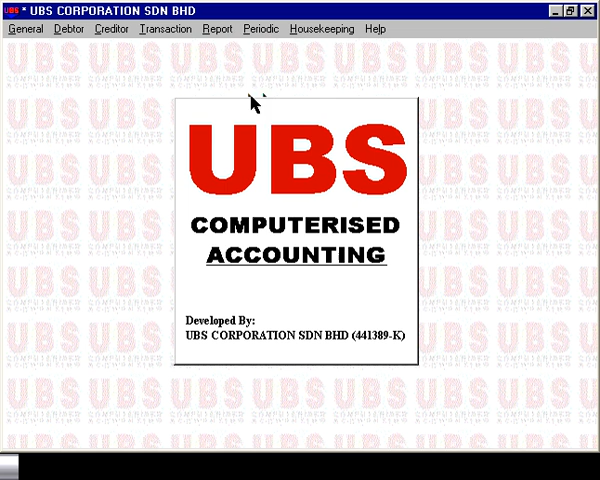 UBS * UBS CORPORATION SDN BHD
General Debtor Creditor Transaction Report Periodic Housekeeping Help
UBS
COMPUTERISED
ACCOUNTING
Developed By:
UBS CORPORATION SDN BHD (441389-K)